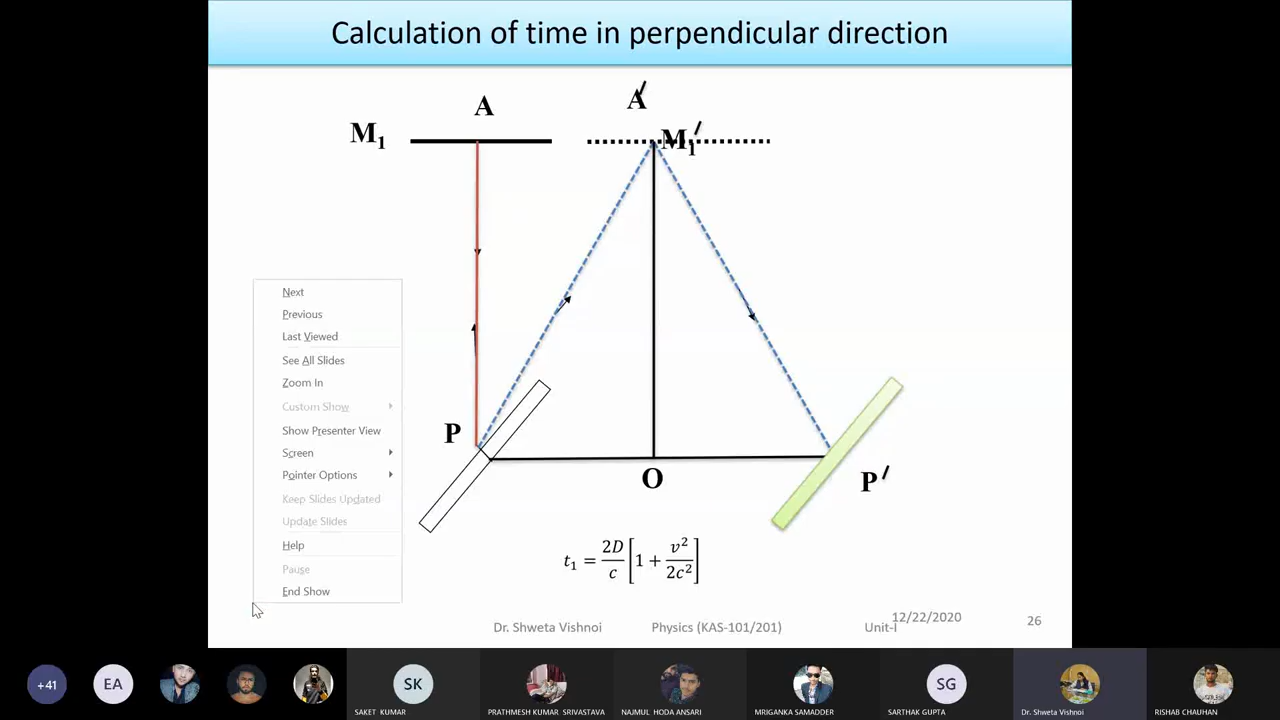 Calculation of time in perpendicular direction
A
A′
M₁
M₁′
Next
Previous
Last Viewed
See All Slides
Zoom In
Custom Show
Show Presenter View
Screen
Pointer Options
Keep Slides Updated
Update Slides
Help
Pause
End Show
P
O
P′
t₁ = 2D/c [1 + v²/2c²]
Dr. Shweta Vishnoi
Physics (KAS-101/201)
Unit-I
12/22/2020
26
+41
EA
SK
SG
SAKET KUMAR
PRATHMESH KUMAR SRIVASTAVA
NAJMUL HODA ANSARI
MRIGANKA SAMADDER
SARTHAK GUPTA
Dr. Shweta Vishnoi
RISHAB CHAUHAN